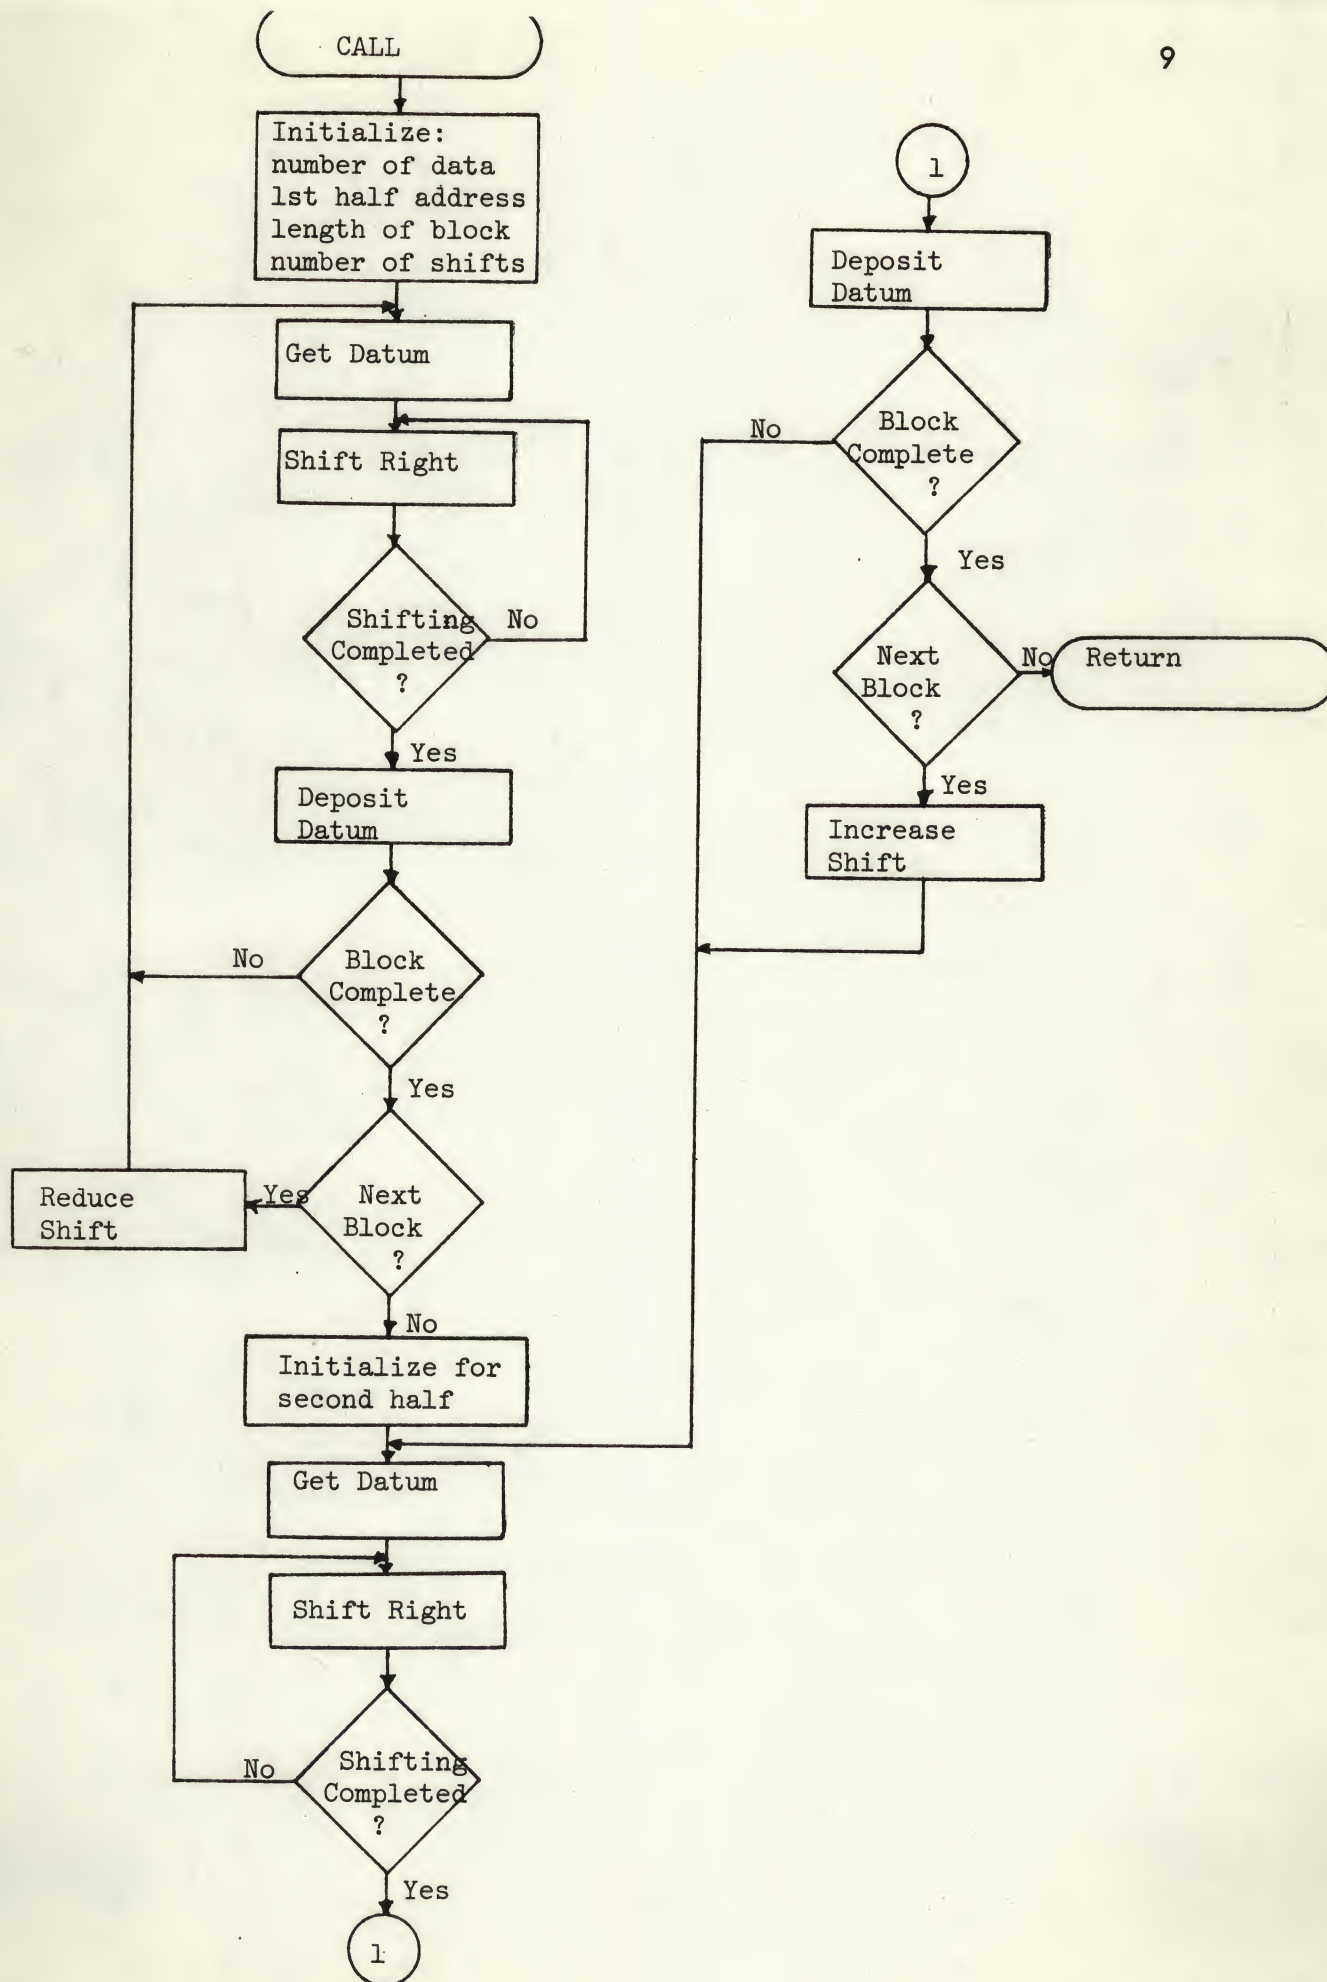 9
CALL
Initialize:
number of data
1st half address
length of block
number of shifts
Get Datum
Shift Right
Shifting
Completed
?
No
Yes
Deposit
Datum
Block
Complete
?
No
Yes
Next
Block
?
Yes
Reduce
Shift
No
Initialize for
second half
Get Datum
Shift Right
Shifting
Completed
?
No
Yes
1
1
Deposit
Datum
Block
Complete
?
No
Yes
Next
Block
?
No
Return
Yes
Increase
Shift